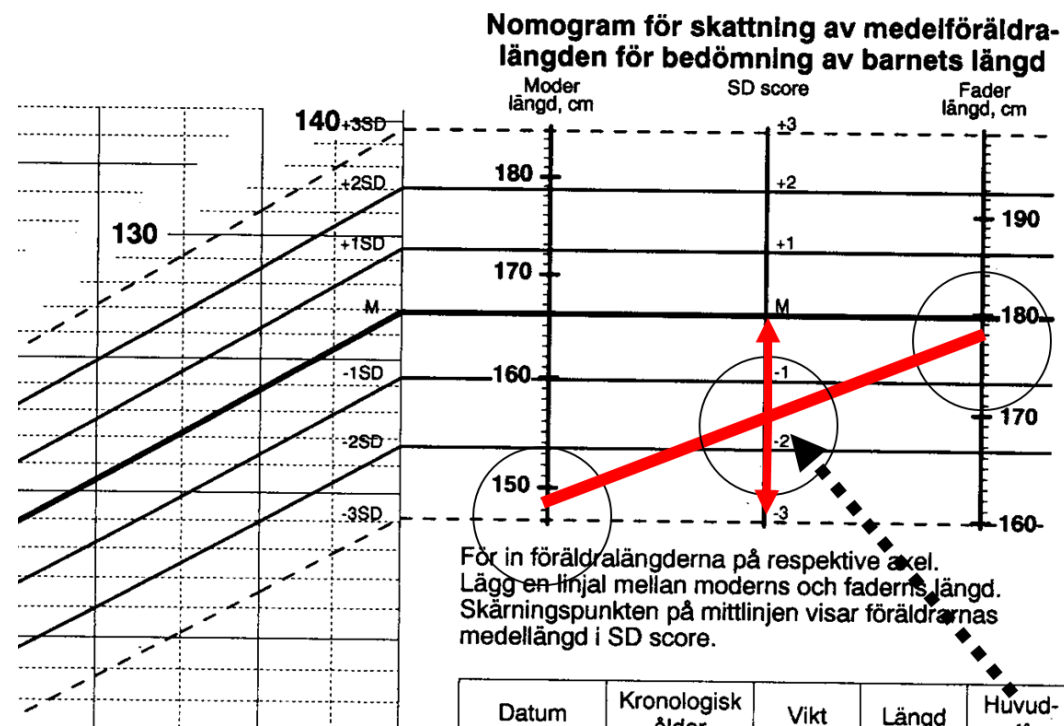 Nomogram för skattning av medelföräldra-
längden för bedömning av barnets längd
Moder
längd, cm
SD score
Fader
längd, cm
140
+3SD
+3
180
+2SD
+2
190
130
+1SD
+1
170
M
M
180
160
-1SD
-1
170
-2SD
-2
150
-3SD
-3
160
För in föräldralängderna på respektive axel.
Lägg en linjal mellan moderns och faderns längd.
Skärningspunkten på mittlinjen visar föräldrarnas
medellängd i SD score.
Datum
Kronologisk
ålder
Vikt
Längd
Huvud-